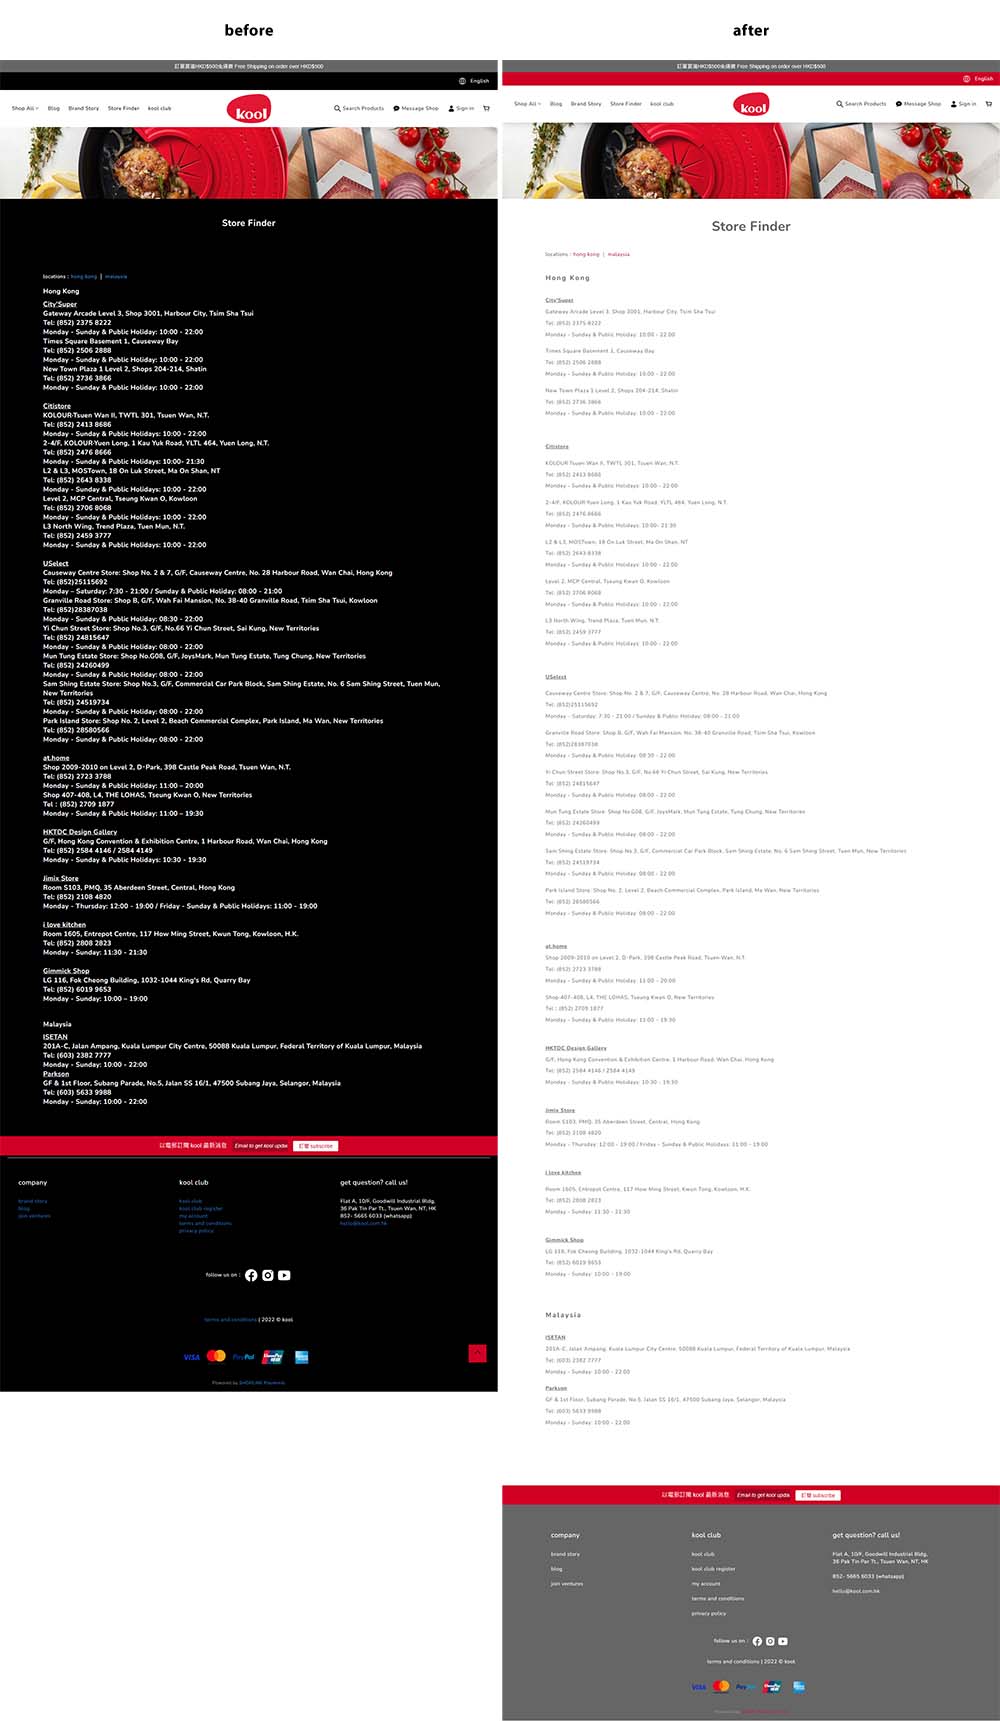 before
訂單買滿HKD$500免運費 Free Shipping on order over HKD$500
English
Shop All
Blog
Brand Story
Store Finder
kool club
kool
Search Products
Message Shop
Sign in
Store Finder
locations : hong kong | malaysia
Hong Kong
City'Super
Gateway Arcade Level 3, Shop 3001, Harbour City, Tsim Sha Tsui
Tel: (852) 2375 8222
Monday - Sunday & Public Holiday: 10:00 - 22:00
Times Square Basement 1, Causeway Bay
Tel: (852) 2506 2888
Monday - Sunday & Public Holiday: 10:00 - 22:00
New Town Plaza 1 Level 2, Shops 204-214, Shatin
Tel: (852) 2736 3866
Monday - Sunday & Public Holiday: 10:00 - 22:00
Citistore
KOLOUR·Tsuen Wan II, TWTL 301, Tsuen Wan, N.T.
Tel: (852) 2413 8686
Monday - Sunday & Public Holidays: 10:00 - 22:00
2-4/F, KOLOUR·Yuen Long, 1 Kau Yuk Road, YLTL 464, Yuen Long, N.T.
Tel: (852) 2476 8666
Monday - Sunday & Public Holidays: 10:00- 21:30
L2 & L3, MOSTown, 18 On Luk Street, Ma On Shan, NT
Tel: (852) 2643 8338
Monday - Sunday & Public Holidays: 10:00 - 22:00
Level 2, MCP Central, Tseung Kwan O, Kowloon
Tel: (852) 2706 8068
Monday - Sunday & Public Holidays: 10:00 - 22:00
L3 North Wing, Trend Plaza, Tuen Mun, N.T.
Tel: (852) 2459 3777
Monday - Sunday & Public Holidays: 10:00 - 22:00
USelect
Causeway Centre Store: Shop No. 2 & 7, G/F, Causeway Centre, No. 28 Harbour Road, Wan Chai, Hong Kong
Tel: (852)25115692
Monday – Saturday: 7:30 - 21:00 / Sunday & Public Holiday: 08:00 - 21:00
Granville Road Store: Shop B, G/F, Wah Fai Mansion, No. 38-40 Granville Road, Tsim Sha Tsui, Kowloon
Tel: (852)28387038
Monday - Sunday & Public Holiday: 08:30 - 22:00
Yi Chun Street Store: Shop No.3, G/F, No.66 Yi Chun Street, Sai Kung, New Territories
Tel: (852) 24815647
Monday - Sunday & Public Holiday: 08:00 - 22:00
Mun Tung Estate Store: Shop No.G08, G/F, JoysMark, Mun Tung Estate, Tung Chung, New Territories
Tel: (852) 24260499
Monday - Sunday & Public Holiday: 08:00 - 22:00
Sam Shing Estate Store: Shop No.3, G/F, Commercial Car Park Block, Sam Shing Estate, No. 6 Sam Shing Street, Tuen Mun,
New Territories
Tel: (852) 24519734
Monday - Sunday & Public Holiday: 08:00 - 22:00
Park Island Store: Shop No. 2, Level 2, Beach Commercial Complex, Park Island, Ma Wan, New Territories
Tel: (852) 28580566
Monday - Sunday & Public Holiday: 08:00 - 22:00
at.home
Shop 2009-2010 on Level 2, D·Park, 398 Castle Peak Road, Tsuen Wan, N.T.
Tel: (852) 2723 3788
Monday - Sunday & Public Holiday: 11:00 – 20:00
Shop 407-408, L4, THE LOHAS, Tseung Kwan O, New Territories
Tel : (852) 2709 1877
Monday - Sunday & Public Holiday: 11:00 – 19:30
HKTDC Design Gallery
G/F, Hong Kong Convention & Exhibition Centre, 1 Harbour Road, Wan Chai, Hong Kong
Tel: (852) 2584 4146 / 2584 4149
Monday - Sunday & Public Holidays: 10:30 - 19:30
Jimix Store
Room S103, PMQ, 35 Aberdeen Street, Central, Hong Kong
Tel: (852) 2108 4820
Monday - Thursday: 12:00 - 19:00 / Friday - Sunday & Public Holidays: 11:00 - 19:00
i love kitchen
Room 1605, Entrepot Centre, 117 How Ming Street, Kwun Tong, Kowloon, H.K.
Tel: (852) 2808 2823
Monday - Sunday: 11:30 - 21:30
Gimmick Shop
LG 116, Fok Cheong Building, 1032-1044 King's Rd, Quarry Bay
Tel: (852) 6019 9653
Monday - Sunday: 10:00 – 19:00
Malaysia
ISETAN
201A-C, Jalan Ampang, Kuala Lumpur City Centre, 50088 Kuala Lumpur, Federal Territory of Kuala Lumpur, Malaysia
Tel: (603) 2382 7777
Monday - Sunday: 10:00 - 22:00
Parkson
GF & 1st Floor, Subang Parade, No.5, Jalan SS 16/1, 47500 Subang Jaya, Selangor, Malaysia
Tel: (603) 5633 9988
Monday - Sunday: 10:00 - 22:00
以電郵訂閱 kool 最新消息
Email to get kool updat
訂閱 subscribe
company
brand story
blog
join ventures
kool club
kool club
kool club register
my account
terms and conditions
privacy policy
get question? call us!
Flat A, 10/F, Goodwill Industrial Bldg,
36 Pak Tin Par Tt., Tsuen Wan, NT, HK
852- 5665 6033 (whatsapp)
hello@kool.com.hk
follow us on :
terms and conditions | 2022 © kool
VISA
PayPal
UnionPay
Powered by SHOPLINE Payments
after
訂單買滿HKD$500免運費 Free Shipping on order over HKD$500
English
Shop All
Blog
Brand Story
Store Finder
kool club
kool
Search Products
Message Shop
Sign in
Store Finder
locations : hong kong | malaysia
Hong Kong
City'Super
Gateway Arcade Level 3, Shop 3001, Harbour City, Tsim Sha Tsui
Tel: (852) 2375 8222
Monday - Sunday & Public Holiday: 10:00 - 22:00
Times Square Basement 1, Causeway Bay
Tel: (852) 2506 2888
Monday - Sunday & Public Holiday: 10:00 - 22:00
New Town Plaza 1 Level 2, Shops 204-214, Shatin
Tel: (852) 2736 3866
Monday - Sunday & Public Holiday: 10:00 - 22:00
Citistore
KOLOUR·Tsuen Wan II, TWTL 301, Tsuen Wan, N.T.
Tel: (852) 2413 8686
Monday - Sunday & Public Holidays: 10:00 - 22:00
2-4/F, KOLOUR·Yuen Long, 1 Kau Yuk Road, YLTL 464, Yuen Long, N.T.
Tel: (852) 2476 8666
Monday - Sunday & Public Holidays: 10:00- 21:30
L2 & L3, MOSTown, 18 On Luk Street, Ma On Shan, NT
Tel: (852) 2643 8338
Monday - Sunday & Public Holidays: 10:00 - 22:00
Level 2, MCP Central, Tseung Kwan O, Kowloon
Tel: (852) 2706 8068
Monday - Sunday & Public Holidays: 10:00 - 22:00
L3 North Wing, Trend Plaza, Tuen Mun, N.T.
Tel: (852) 2459 3777
Monday - Sunday & Public Holidays: 10:00 - 22:00
USelect
Causeway Centre Store: Shop No. 2 & 7, G/F, Causeway Centre, No. 28 Harbour Road, Wan Chai, Hong Kong
Tel: (852)25115692
Monday - Saturday: 7:30 - 21:00 / Sunday & Public Holiday: 08:00 - 21:00
Granville Road Store: Shop B, G/F, Wah Fai Mansion, No. 38-40 Granville Road, Tsim Sha Tsui, Kowloon
Tel: (852)28387038
Monday - Sunday & Public Holiday: 08:30 - 22:00
Yi Chun Street Store: Shop No.3, G/F, No.66 Yi Chun Street, Sai Kung, New Territories
Tel: (852) 24815647
Monday - Sunday & Public Holiday: 08:00 - 22:00
Mun Tung Estate Store: Shop No.G08, G/F, JoysMark, Mun Tung Estate, Tung Chung, New Territories
Tel: (852) 24260499
Monday - Sunday & Public Holiday: 08:00 - 22:00
Sam Shing Estate Store: Shop No.3, G/F, Commercial Car Park Block, Sam Shing Estate, No. 6 Sam Shing Street, Tuen Mun, New Territories
Tel: (852) 24519734
Monday - Sunday & Public Holiday: 08:00 - 22:00
Park Island Store: Shop No. 2, Level 2, Beach Commercial Complex, Park Island, Ma Wan, New Territories
Tel: (852) 28580566
Monday - Sunday & Public Holiday: 08:00 - 22:00
at.home
Shop 2009-2010 on Level 2, D·Park, 398 Castle Peak Road, Tsuen Wan, N.T.
Tel: (852) 2723 3788
Monday - Sunday & Public Holiday: 11:00 - 20:00
Shop 407-408, L4, THE LOHAS, Tseung Kwan O, New Territories
Tel : (852) 2709 1877
Monday - Sunday & Public Holiday: 11:00 - 19:30
HKTDC Design Gallery
G/F, Hong Kong Convention & Exhibition Centre, 1 Harbour Road, Wan Chai, Hong Kong
Tel: (852) 2584 4146 / 2584 4149
Monday - Sunday & Public Holidays: 10:30 - 19:30
Jimix Store
Room S103, PMQ, 35 Aberdeen Street, Central, Hong Kong
Tel: (852) 2108 4820
Monday - Thursday: 12:00 - 19:00 / Friday - Sunday & Public Holidays: 11:00 - 19:00
i love kitchen
Room 1605, Entrepot Centre, 117 How Ming Street, Kwun Tong, Kowloon, H.K.
Tel: (852) 2808 2823
Monday - Sunday: 11:30 - 21:30
Gimmick Shop
LG 116, Fok Cheong Building, 1032-1044 King's Rd, Quarry Bay
Tel: (852) 6019 9653
Monday - Sunday: 10:00 - 19:00
Malaysia
ISETAN
201A-C, Jalan Ampang, Kuala Lumpur City Centre, 50088 Kuala Lumpur, Federal Territory of Kuala Lumpur, Malaysia
Tel: (603) 2382 7777
Monday - Sunday: 10:00 - 22:00
Parkson
GF & 1st Floor, Subang Parade, No.5, Jalan SS 16/1, 47500 Subang Jaya, Selangor, Malaysia
Tel: (603) 5633 9988
Monday - Sunday: 10:00 - 22:00
以電郵訂閱 kool 最新消息
Email to get kool updat
訂閱 subscribe
company
brand story
blog
join ventures
kool club
kool club
kool club register
my account
terms and conditions
privacy policy
get question? call us!
Flat A, 10/F, Goodwill Industrial Bldg,
36 Pak Tin Par Tt., Tsuen Wan, NT, HK
852- 5665 6033 (whatsapp)
hello@kool.com.hk
follow us on :
terms and conditions | 2022 © kool
VISA
PayPal
UnionPay